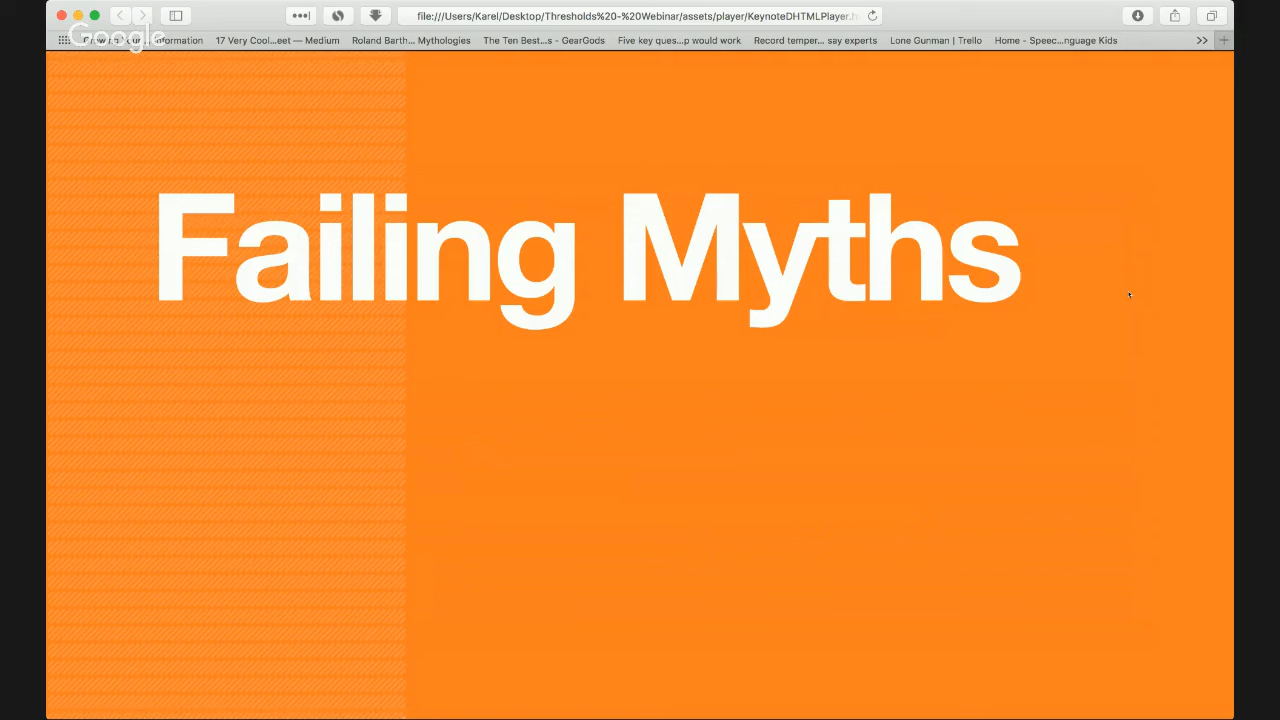 file:///Users/Karel/Desktop/Thresholds%20-%20Webinar/assets/player/KeynoteDHTMLPlayer.h
Google
17 Very Cool...eet — Medium
Roland Barth... Mythologies
The Ten Best...s - GearGods
Five key ques...p would work
Record temper... say experts
Lone Gunman | Trello
Home - Speec...nguage Kids
Failing Myths